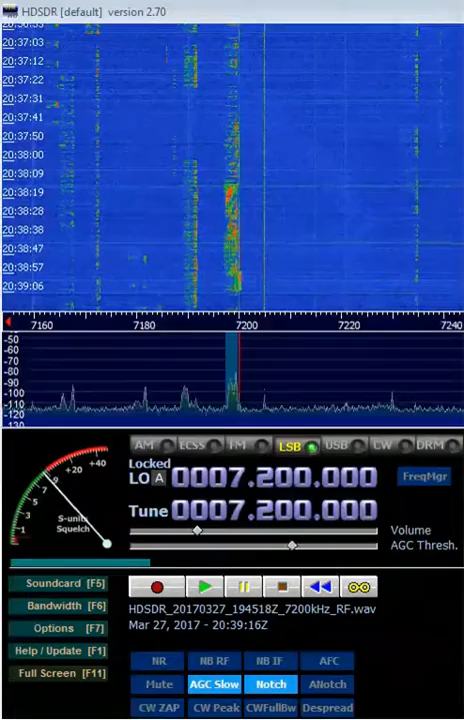 HDSDR [default] version 2.70
20:36:53
20:37:03
20:37:12
20:37:22
20:37:31
20:37:41
20:37:50
20:38:00
20:38:09
20:38:19
20:38:28
20:38:38
20:38:47
20:38:57
20:39:06
7160 7180 7200 7220 7240
-50
-60
-70
-80
-90
-100
-110
-120
-130
AM ECSS FM LSB USB CW DRM
Locked
LO A 0007.200.000 FreqMgr
Tune 0007.200.000
1 3 5 7 9 +20 +40
S-units
Squelch
Volume
AGC Thresh.
Soundcard [F5]
Bandwidth [F6]
Options [F7]
Help / Update [F1]
Full Screen [F11]
HDSDR_20170327_194518Z_7200kHz_RF.wav
Mar 27, 2017 - 20:39:16Z
NR NB RF NB IF AFC
Mute AGC Slow Notch ANotch
CW ZAP CW Peak CWFullBw Despread